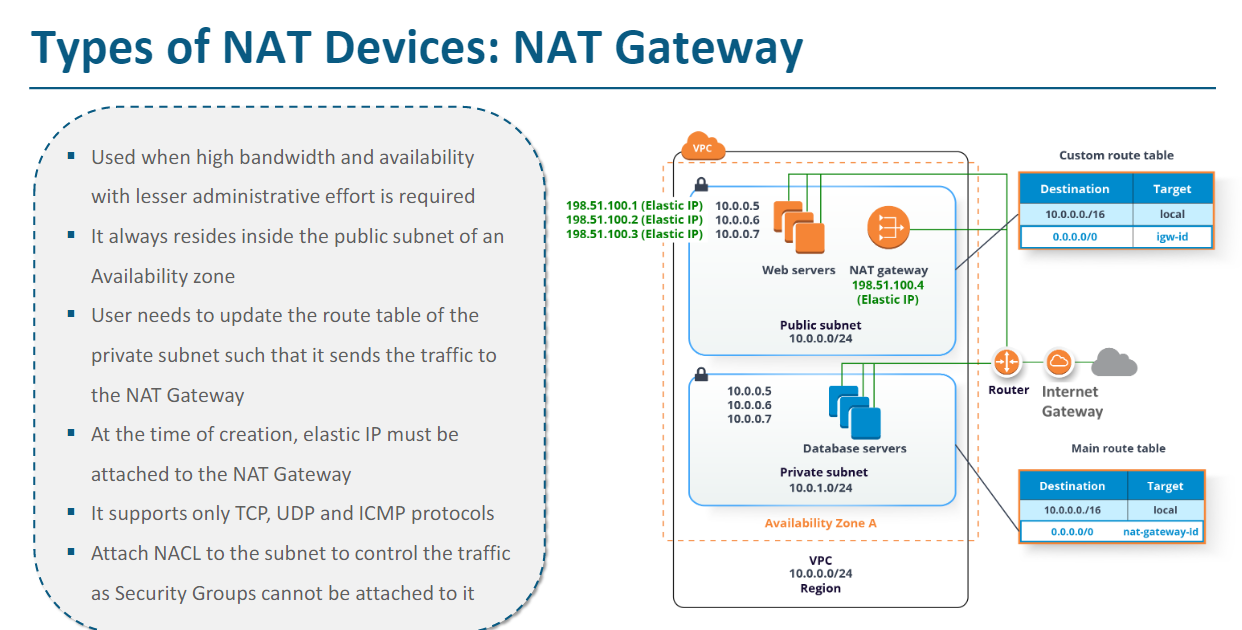 Types of NAT Devices: NAT Gateway
Used when high bandwidth and availability
with lesser administrative effort is required
It always resides inside the public subnet of an
Availability zone
User needs to update the route table of the
private subnet such that it sends the traffic to
the NAT Gateway
At the time of creation, elastic IP must be
attached to the NAT Gateway
It supports only TCP, UDP and ICMP protocols
Attach NACL to the subnet to control the traffic
as Security Groups cannot be attached to it
VPC
198.51.100.1 (Elastic IP) 10.0.0.5
198.51.100.2 (Elastic IP) 10.0.0.6
198.51.100.3 (Elastic IP) 10.0.0.7
Web servers
NAT gateway
198.51.100.4
(Elastic IP)
Public subnet
10.0.0.0/24
10.0.0.5
10.0.0.6
10.0.0.7
Database servers
Private subnet
10.0.1.0/24
Availability Zone A
VPC
10.0.0.0/24
Region
Custom route table
Destination Target
10.0.0.0./16 local
0.0.0.0/0 igw-id
Router
Internet
Gateway
Main route table
Destination Target
10.0.0.0./16 local
0.0.0.0/0 nat-gateway-id